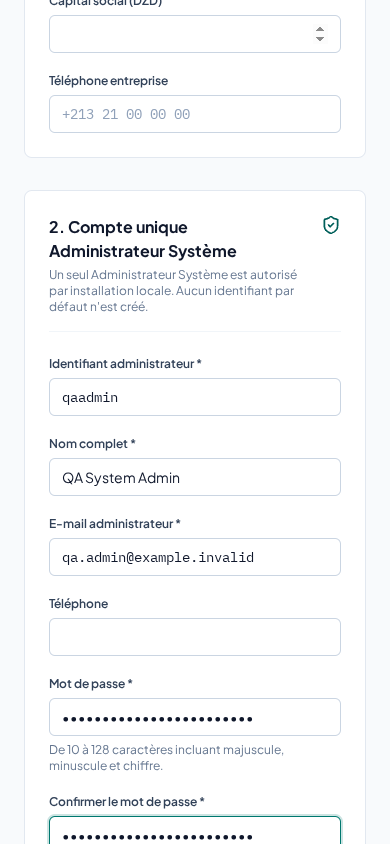 Capital social (DZD)
Téléphone entreprise
+213 21 00 00 00
2. Compte unique
Administrateur Système
Un seul Administrateur Système est autorisé
par installation locale. Aucun identifiant par
défaut n'est créé.
Identifiant administrateur *
qaadmin
Nom complet *
QA System Admin
E-mail administrateur *
qa.admin@example.invalid
Téléphone
Mot de passe *
••••••••••••••••••••••••
De 10 à 128 caractères incluant majuscule,
minuscule et chiffre.
Confirmer le mot de passe *
••••••••••••••••••••••••